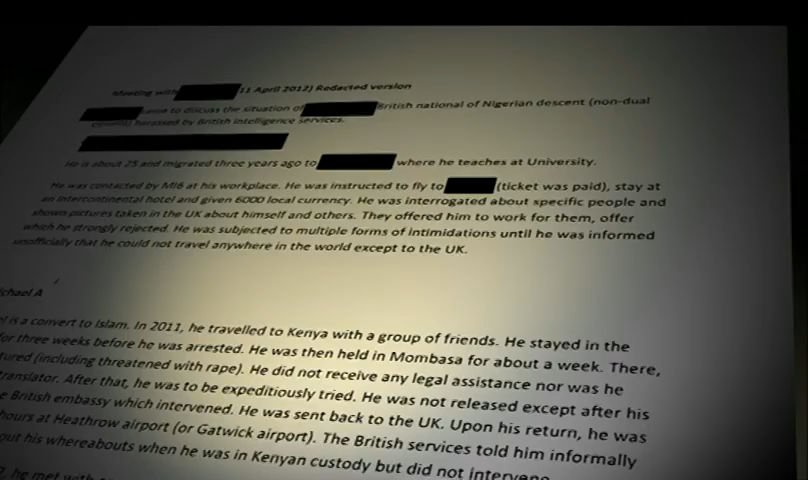 Meeting with 11 April 2012) Redacted version
came to discuss the situation of British national of Nigerian descent (non-dual
harassed by British intelligence services.
He is about 25 and migrated three years ago to where he teaches at University.
He was contacted by MI6 at his workplace. He was instructed to fly to (ticket was paid), stay at
an Intercontinental hotel and given 6000 local currency. He was interrogated about specific people and
shown pictures taken in the UK about himself and others. They offered him to work for them, offer
which he strongly rejected. He was subjected to multiple forms of intimidations until he was informed
unofficially that he could not travel anywhere in the world except to the UK.
chael A
el is a convert to Islam. In 2011, he travelled to Kenya with a group of friends. He stayed in the
for three weeks before he was arrested. He was then held in Mombasa for about a week. There,
tured (including threatened with rape). He did not receive any legal assistance nor was he
translator. After that, he was to be expeditiously tried. He was not released except after his
e British embassy which intervened. He was sent back to the UK. Upon his return, he was
hours at Heathrow airport (or Gatwick airport). The British services told him informally
out his whereabouts when he was in Kenyan custody but did not intervene
he met with